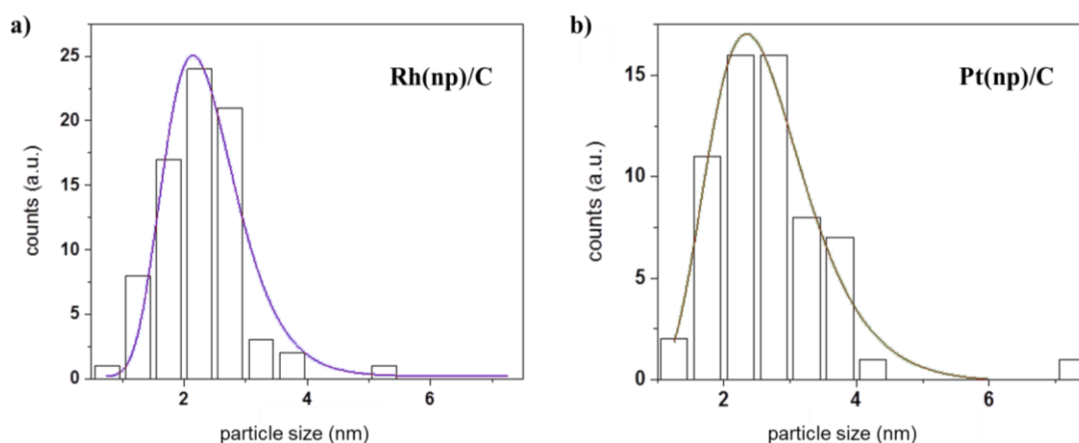 a)
25
20
15
10
5
0
counts (a.u.)
Rh(np)/C
2
4
6
particle size (nm)
b)
15
10
5
0
counts (a.u.)
Pt(np)/C
2
4
6
particle size (nm)